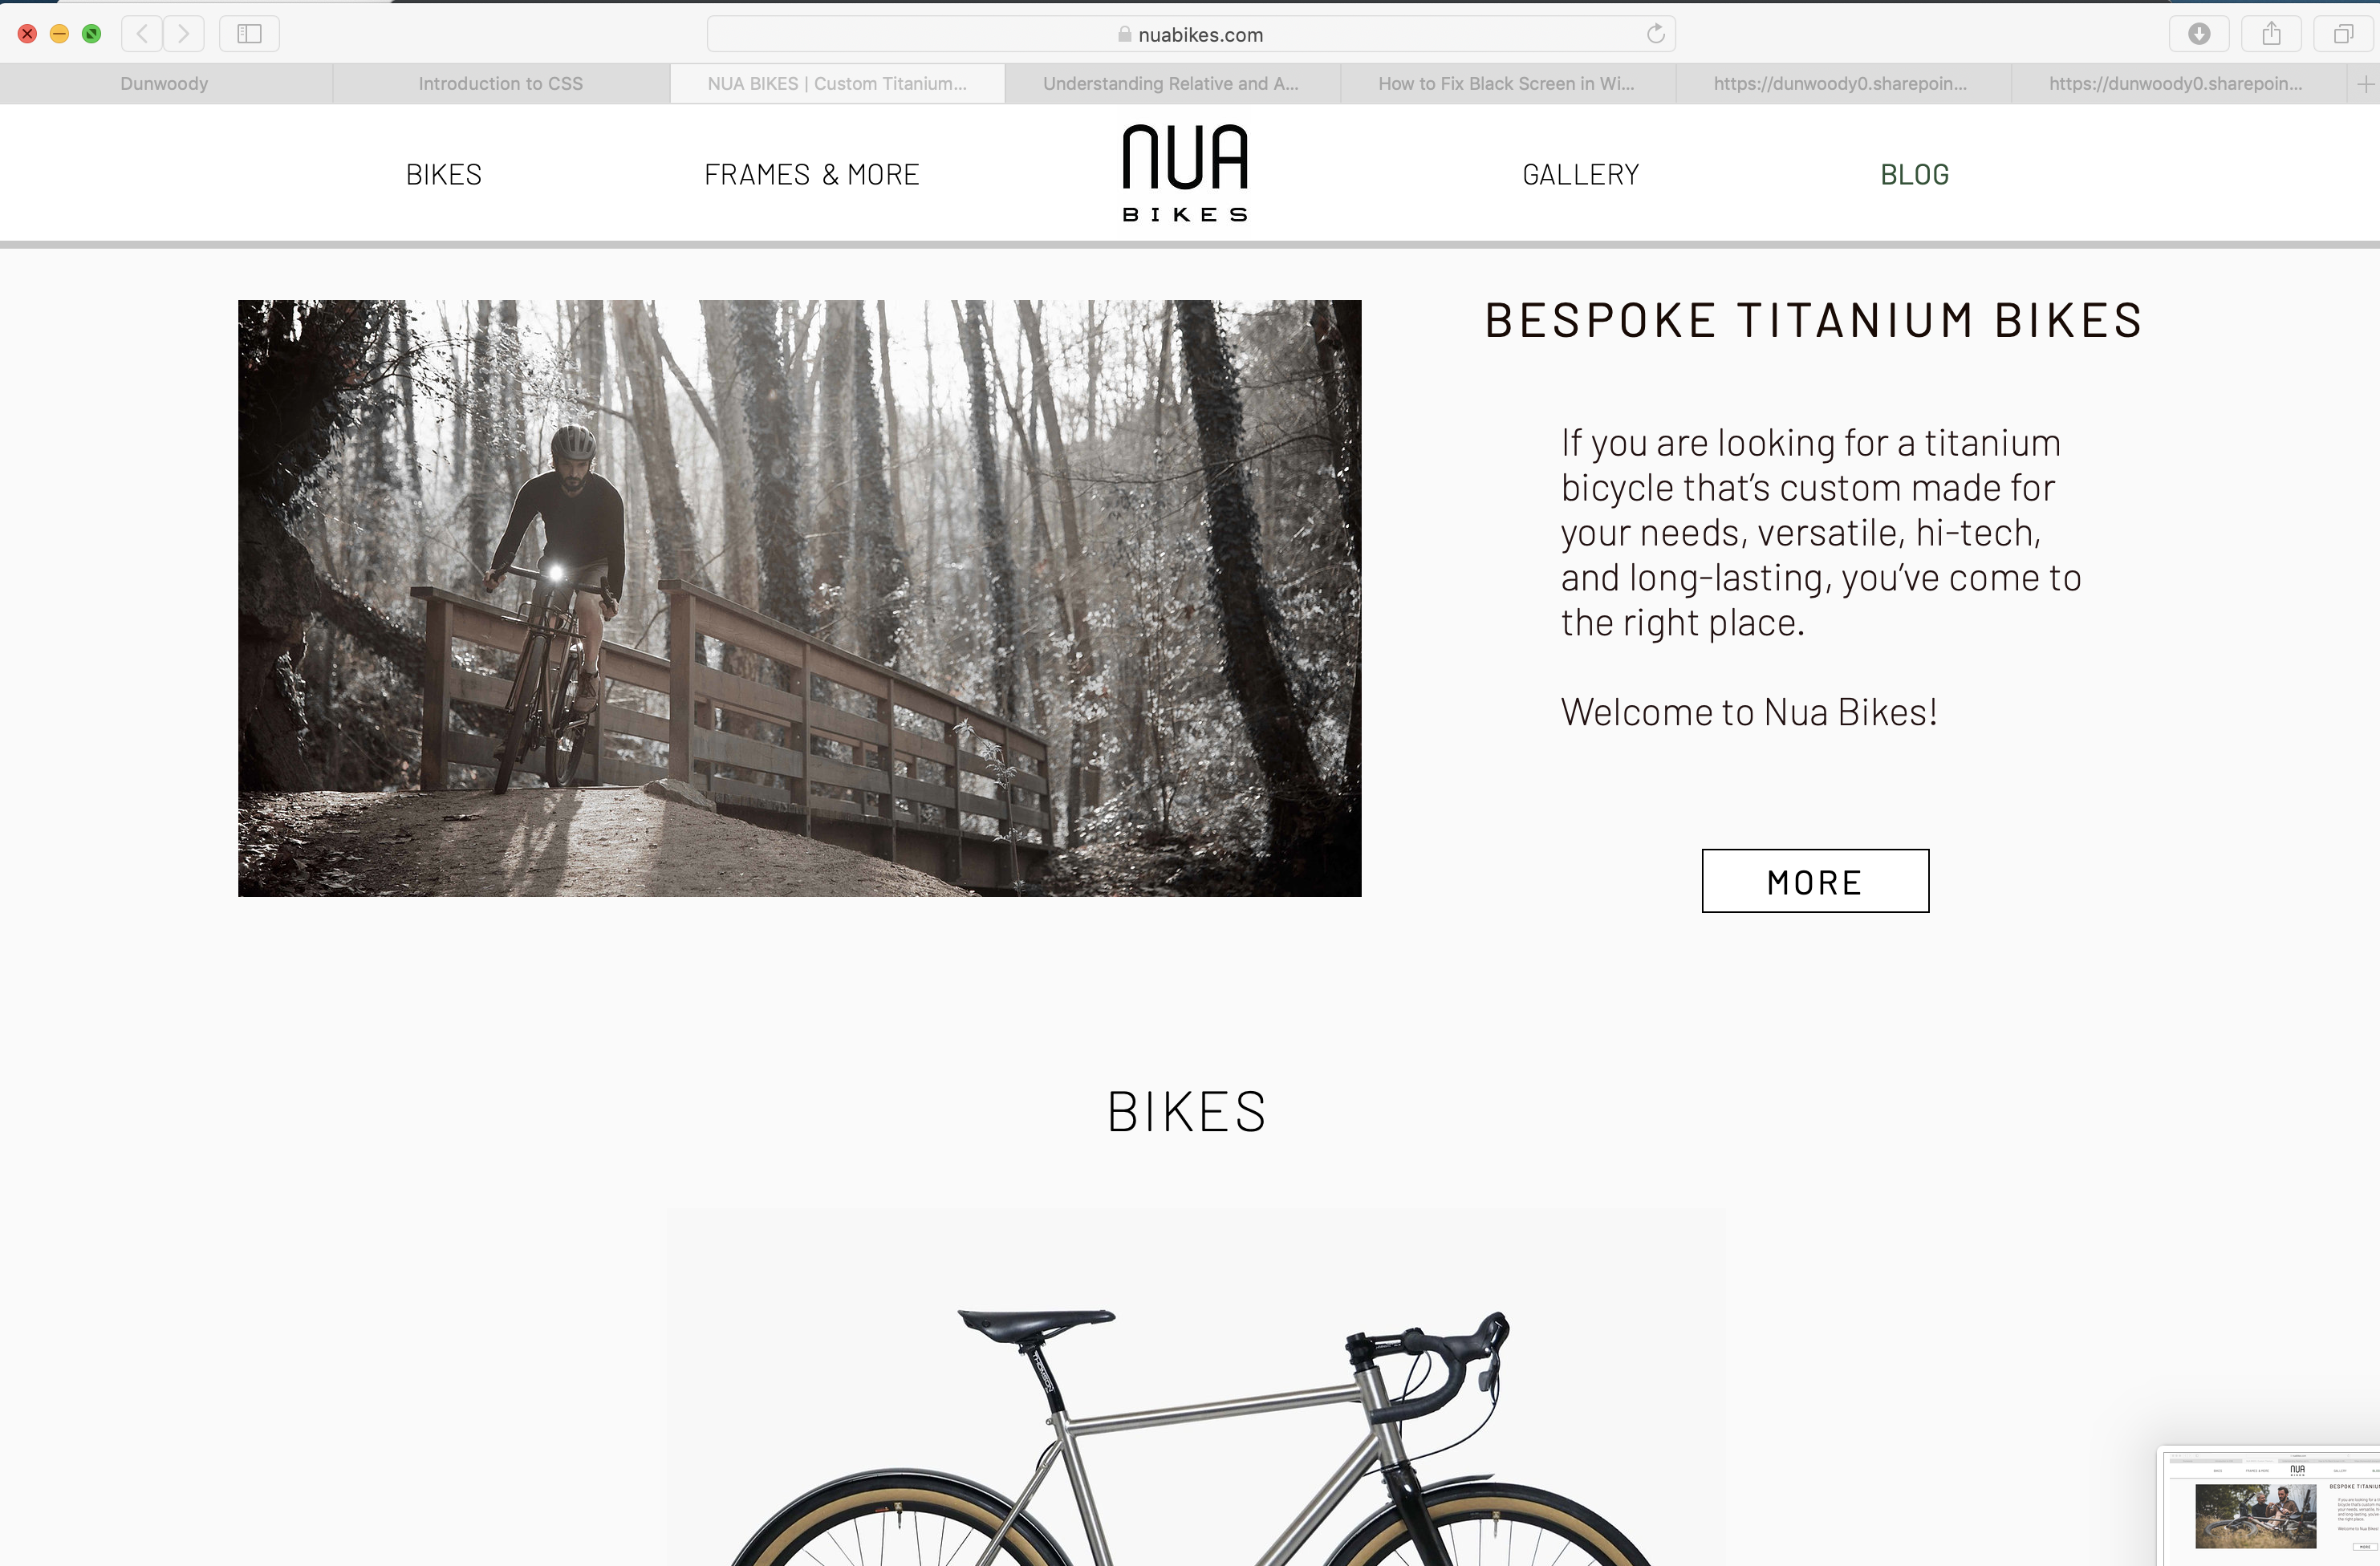 nuabikes.com
Dunwoody
Introduction to CSS
NUA BIKES | Custom Titanium...
Understanding Relative and A...
How to Fix Black Screen in Wi...
https://dunwoody0.sharepoin...
https://dunwoody0.sharepoin...
BIKES
FRAMES & MORE
NUA
BIKES
GALLERY
BLOG
BESPOKE TITANIUM BIKES
If you are looking for a titanium
bicycle that’s custom made for
your needs, versatile, hi-tech,
and long-lasting, you’ve come to
the right place.
Welcome to Nua Bikes!
MORE
BIKES
THOMSON
NUA
BIKES